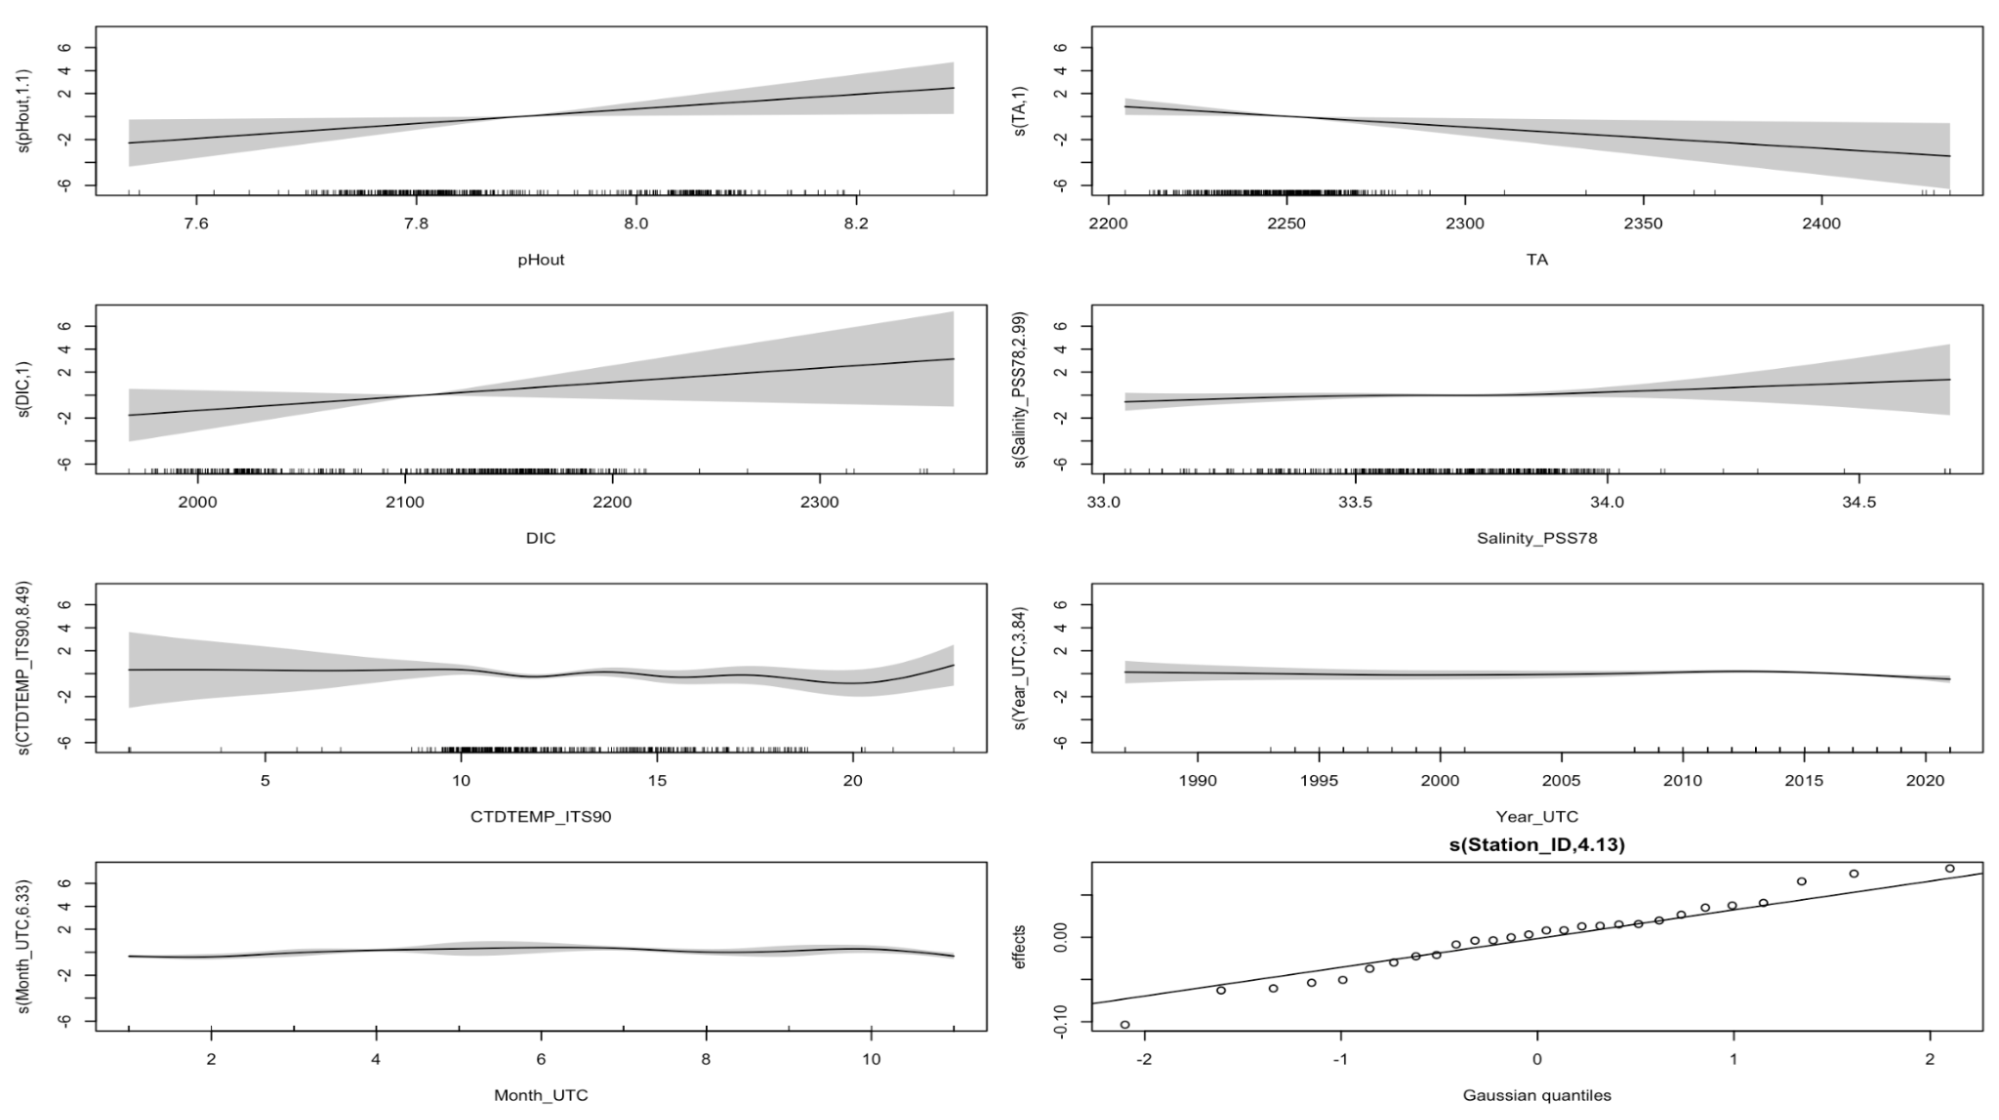 s(pHout,1.1)
6
4
2
-2
-6
7.6 7.8 8.0 8.2
pHout
s(TA,1)
6
4
2
-2
-6
2200 2250 2300 2350 2400
TA
s(DIC,1)
6
4
2
-2
-6
2000 2100 2200 2300
DIC
s(Salinity_PSS78,2.99)
6
4
2
-2
-6
33.0 33.5 34.0 34.5
Salinity_PSS78
s(CTDTEMP_ITS90,8.49)
6
4
2
-2
-6
5 10 15 20
CTDTEMP_ITS90
s(Year_UTC,3.84)
6
4
2
-2
-6
1990 1995 2000 2005 2010 2015 2020
Year_UTC
s(Month_UTC,6.33)
6
4
2
-2
-6
2 4 6 8 10
Month_UTC
s(Station_ID,4.13)
effects
0.00
-0.10
-2 -1 0 1 2
Gaussian quantiles